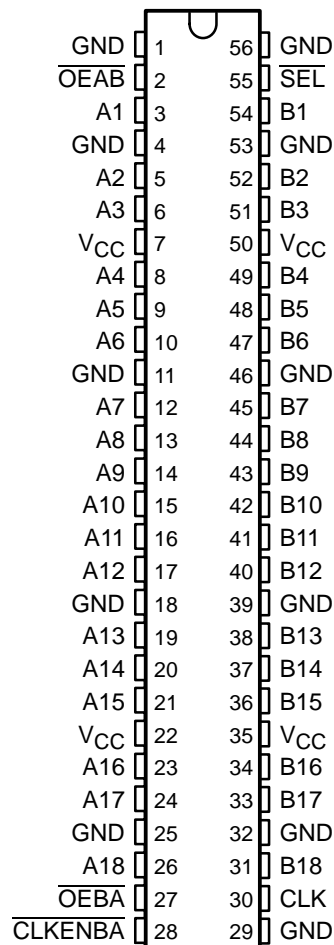 GND 1 56 GND
OEAB 2 55 SEL
A1 3 54 B1
GND 4 53 GND
A2 5 52 B2
A3 6 51 B3
VCC 7 50 VCC
A4 8 49 B4
A5 9 48 B5
A6 10 47 B6
GND 11 46 GND
A7 12 45 B7
A8 13 44 B8
A9 14 43 B9
A10 15 42 B10
A11 16 41 B11
A12 17 40 B12
GND 18 39 GND
A13 19 38 B13
A14 20 37 B14
A15 21 36 B15
VCC 22 35 VCC
A16 23 34 B16
A17 24 33 B17
GND 25 32 GND
A18 26 31 B18
OEBA 27 30 CLK
CLKENBA 28 29 GND